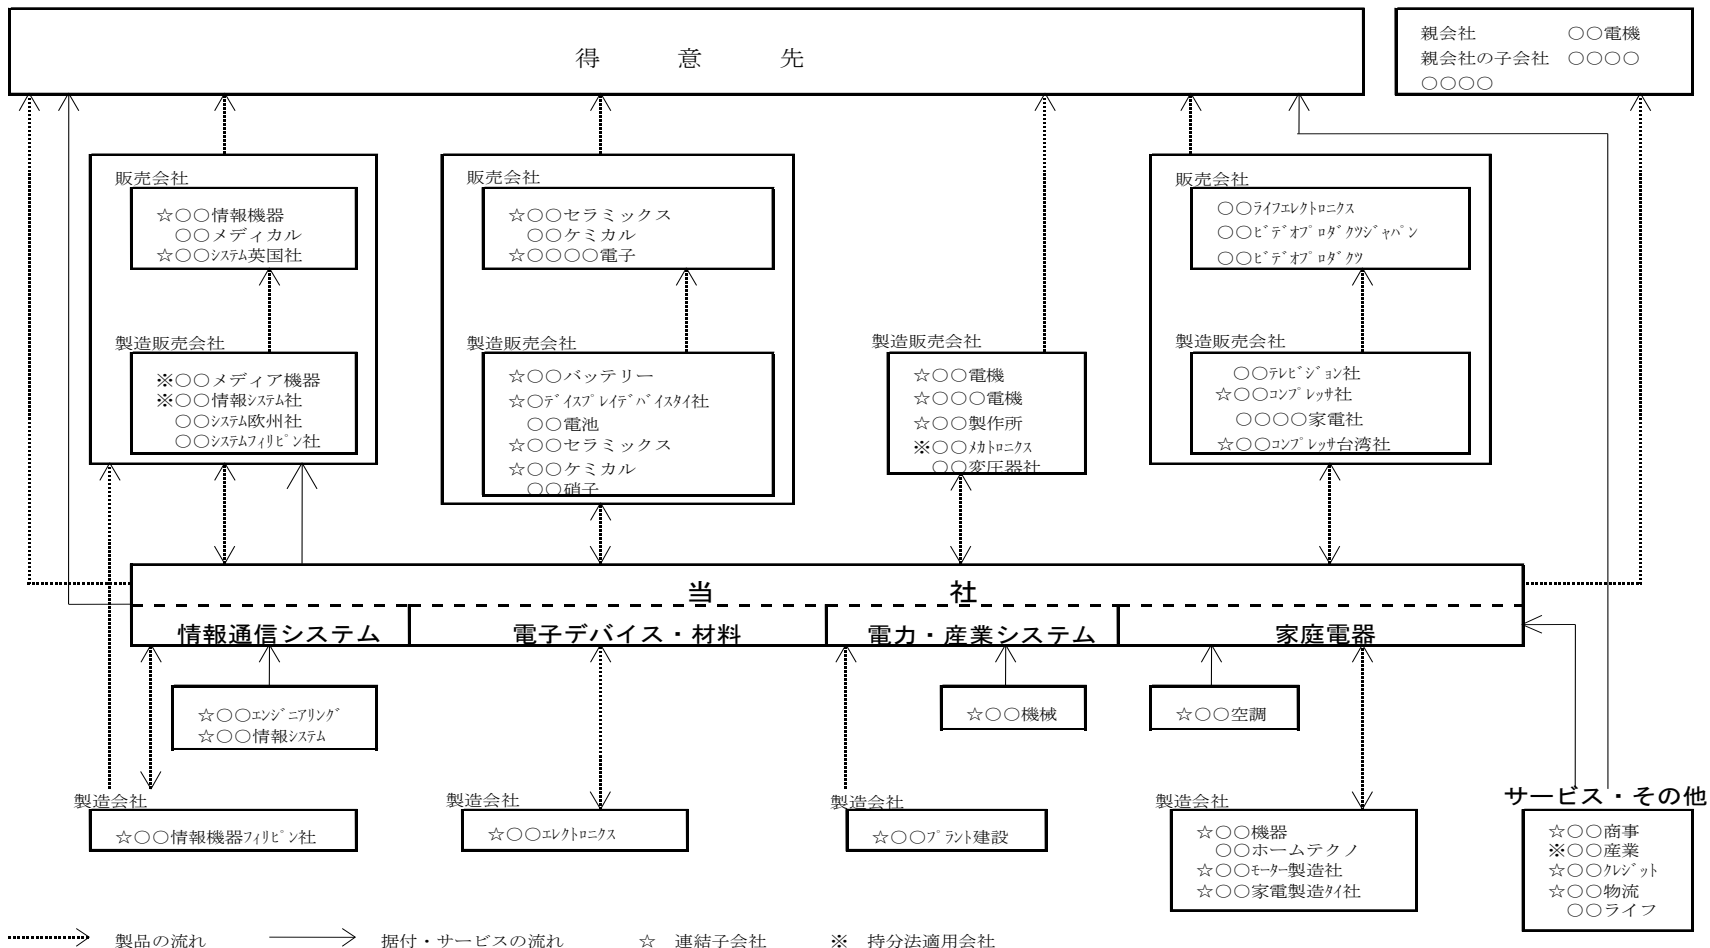 得 意 先
親会社 ○○電機
親会社の子会社 ○○○○
○○○○
販売会社
☆○○情報機器
○○メディカル
☆○○ｼｽﾃﾑ英国社
製造販売会社
※○○メディア機器
※○○情報ｼｽﾃﾑ社
○○ｼｽﾃﾑ欧州社
○○ｼｽﾃﾑﾌｨﾘﾋﾟﾝ社
販売会社
☆○○セラミックス
○○ケミカル
☆○○○○電子
製造販売会社
☆○○バッテリー
☆○ﾃﾞｨｽﾌﾟﾚｲﾃﾞﾊﾞｲｽﾀｲ社
○○電池
☆○○セラミックス
☆○○ケミカル
○○硝子
製造販売会社
☆○○電機
☆○○○電機
☆○○製作所
※○○ﾒｶﾄﾛﾆｸｽ
○○変圧器社
販売会社
○○ﾗｲﾌｴﾚｸﾄﾛﾆｸｽ
○○ﾋﾞﾃﾞｵﾌﾟﾛﾀﾞｸﾂｼﾞｬﾊﾟﾝ
○○ﾋﾞﾃﾞｵﾌﾟﾛﾀﾞｸﾂ
製造販売会社
○○ﾃﾚﾋﾞｼﾞｮﾝ社
☆○○ｺﾝﾌﾟﾚｯｻ社
○○○○家電社
☆○○ｺﾝﾌﾟﾚｯｻ台湾社
当 社
情報通信システム 電子デバイス・材料 電力・産業システム 家庭電器
☆○○ｴﾝｼﾞﾆｱﾘﾝｸﾞ
☆○○情報ｼｽﾃﾑ
☆○○機械
☆○○空調
製造会社
☆○○情報機器ﾌｨﾘﾋﾟﾝ社
製造会社
☆○○ｴﾚｸﾄﾛﾆｸｽ
製造会社
☆○○ﾌﾟﾗﾝﾄ建設
製造会社
☆○○機器
○○ホームテクノ
☆○○ﾓｰﾀｰ製造社
☆○○家電製造ﾀｲ社
サービス・その他
☆○○商事
※○○産業
☆○○ｸﾚｼﾞｯﾄ
☆○○物流
○○ライフ
製品の流れ 据付・サービスの流れ ☆ 連結子会社 ※ 持分法適用会社